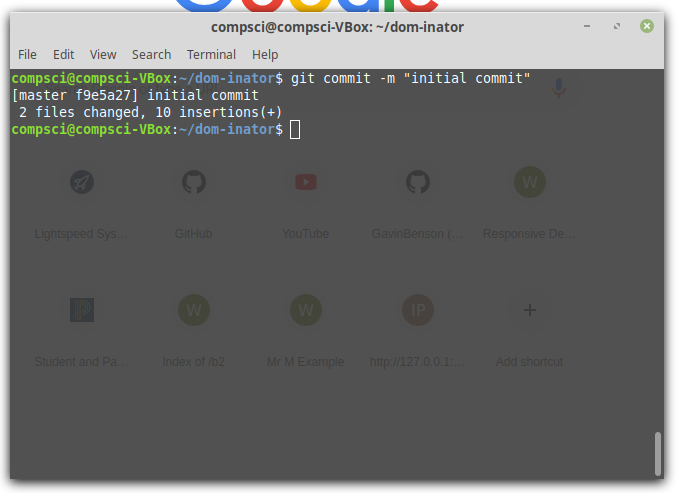 compsci@compsci-VBox: ~/dom-inator
File Edit View Search Terminal Help
compsci@compsci-VBox:~/dom-inator$ git commit -m "initial commit"
[master f9e5a27] initial commit
 2 files changed, 10 insertions(+)
compsci@compsci-VBox:~/dom-inator$
W
Lightspeed Sys... GitHub YouTube GavinBenson (... Responsive De...
W W IP
Student and Pa... Index of /b2 Mr M Example http://127.0.0.1:... Add shortcut